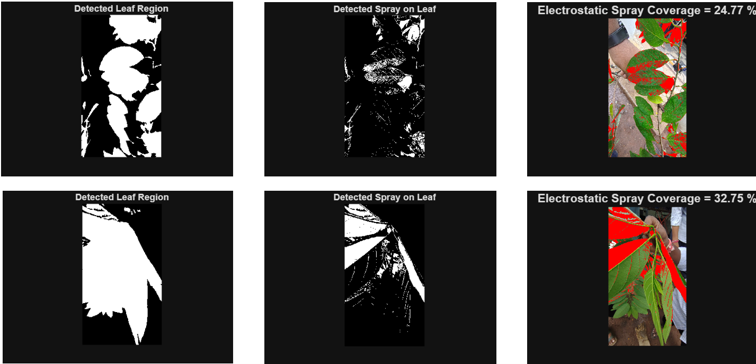 Detected Leaf Region
Detected Spray on Leaf
Electrostatic Spray Coverage = 24.77 %
Detected Leaf Region
Detected Spray on Leaf
Electrostatic Spray Coverage = 32.75 %